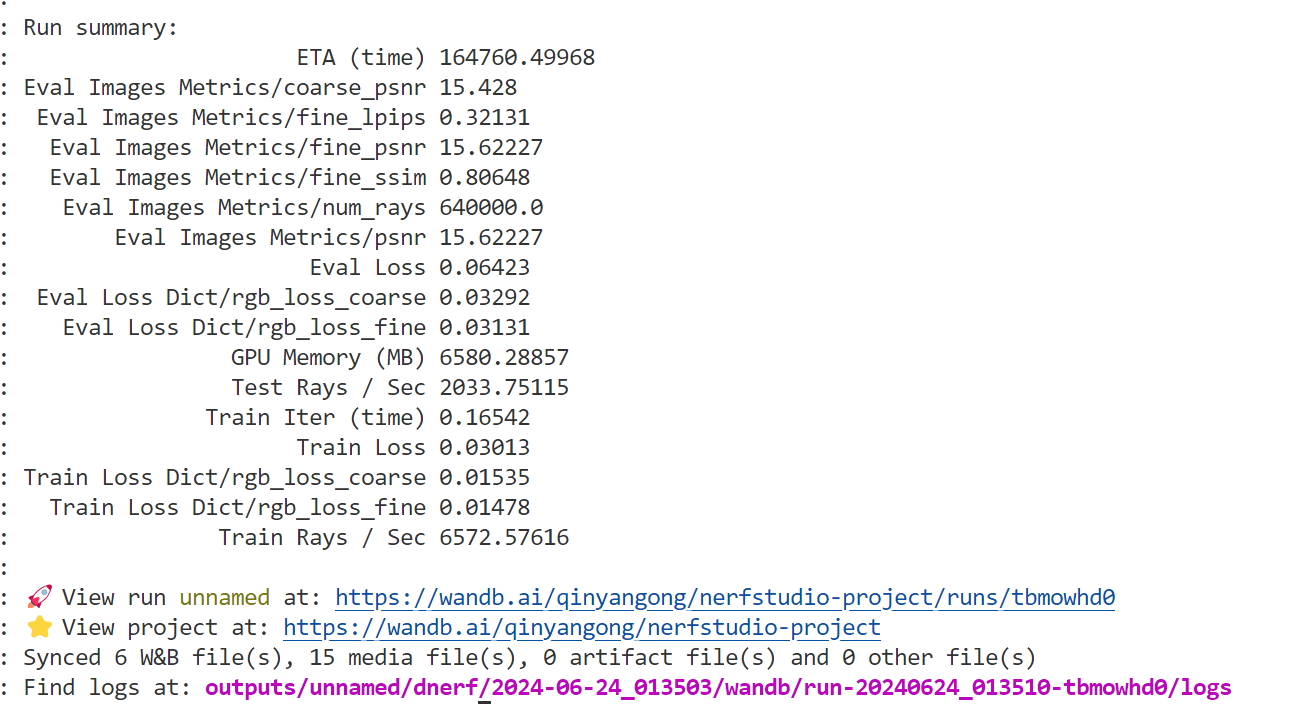 :
: Run summary:
: ETA (time) 164760.49968
: Eval Images Metrics/coarse_psnr 15.428
: Eval Images Metrics/fine_lpips 0.32131
: Eval Images Metrics/fine_psnr 15.62227
: Eval Images Metrics/fine_ssim 0.80648
: Eval Images Metrics/num_rays 640000.0
: Eval Images Metrics/psnr 15.62227
: Eval Loss 0.06423
: Eval Loss Dict/rgb_loss_coarse 0.03292
: Eval Loss Dict/rgb_loss_fine 0.03131
: GPU Memory (MB) 6580.28857
: Test Rays / Sec 2033.75115
: Train Iter (time) 0.16542
: Train Loss 0.03013
: Train Loss Dict/rgb_loss_coarse 0.01535
: Train Loss Dict/rgb_loss_fine 0.01478
: Train Rays / Sec 6572.57616
:
: 🚀 View run unnamed at: https://wandb.ai/qinyangong/nerfstudio-project/runs/tbmowhd0
: ⭐ View project at: https://wandb.ai/qinyangong/nerfstudio-project
: Synced 6 W&B file(s), 15 media file(s), 0 artifact file(s) and 0 other file(s)
: Find logs at: outputs/unnamed/dnerf/2024-06-24_013503/wandb/run-20240624_013510-tbmowhd0/logs